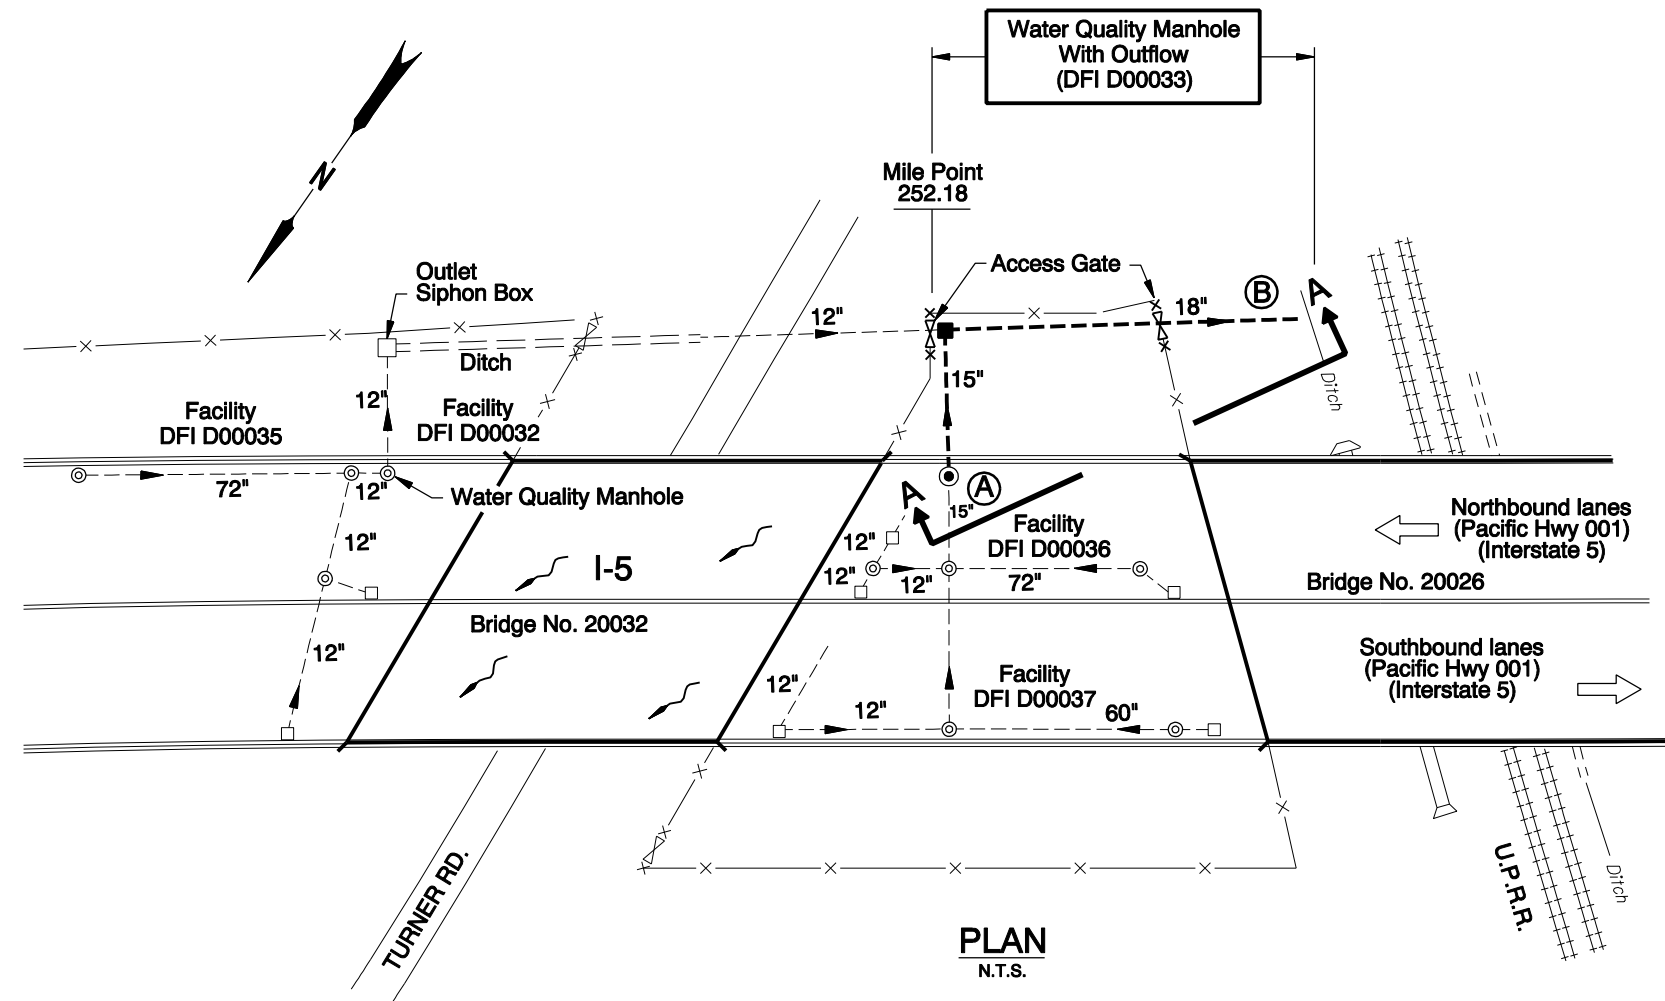 Water Quality Manhole
With Outflow
(DFI D00033)
N
Mile Point
252.18
Access Gate
Outlet
Siphon Box
12"
18"
B
A
Ditch
15"
Ditch
12"
Facility
DFI D00035
Facility
DFI D00032
72"
12"
Water Quality Manhole
A
A
15"
Facility
DFI D00036
Northbound lanes
(Pacific Hwy 001)
(Interstate 5)
12"
12"
I-5
12"
12"
72"
Bridge No. 20026
Bridge No. 20032
12"
Southbound lanes
(Pacific Hwy 001)
(Interstate 5)
12"
Facility
DFI D00037
12"
60"
TURNER RD.
U.P.R.R.
Ditch
PLAN
N.T.S.